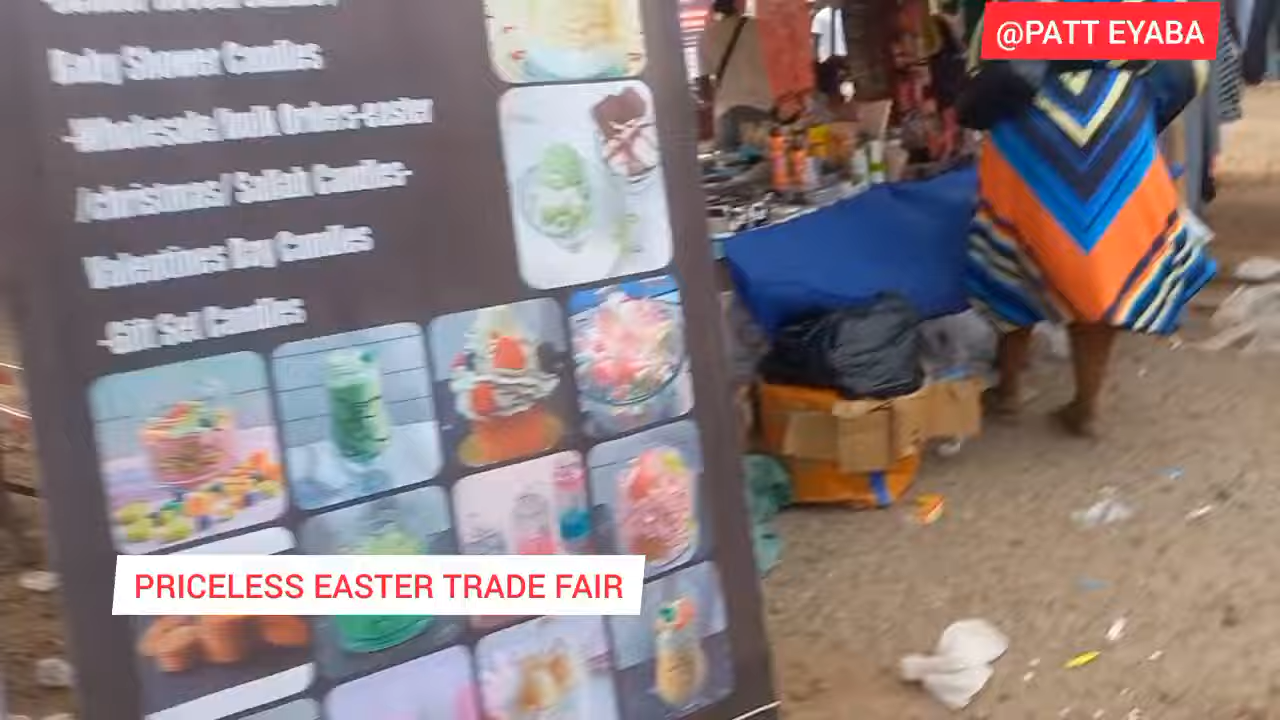 @PATT EYABA
Baby Shower Candles
-Wholesale bulk Orders-easter
/christmas/ Sallah Candles-
Valentines Day Candles
-Gift Set Candles
PRICELESS EASTER TRADE FAIR